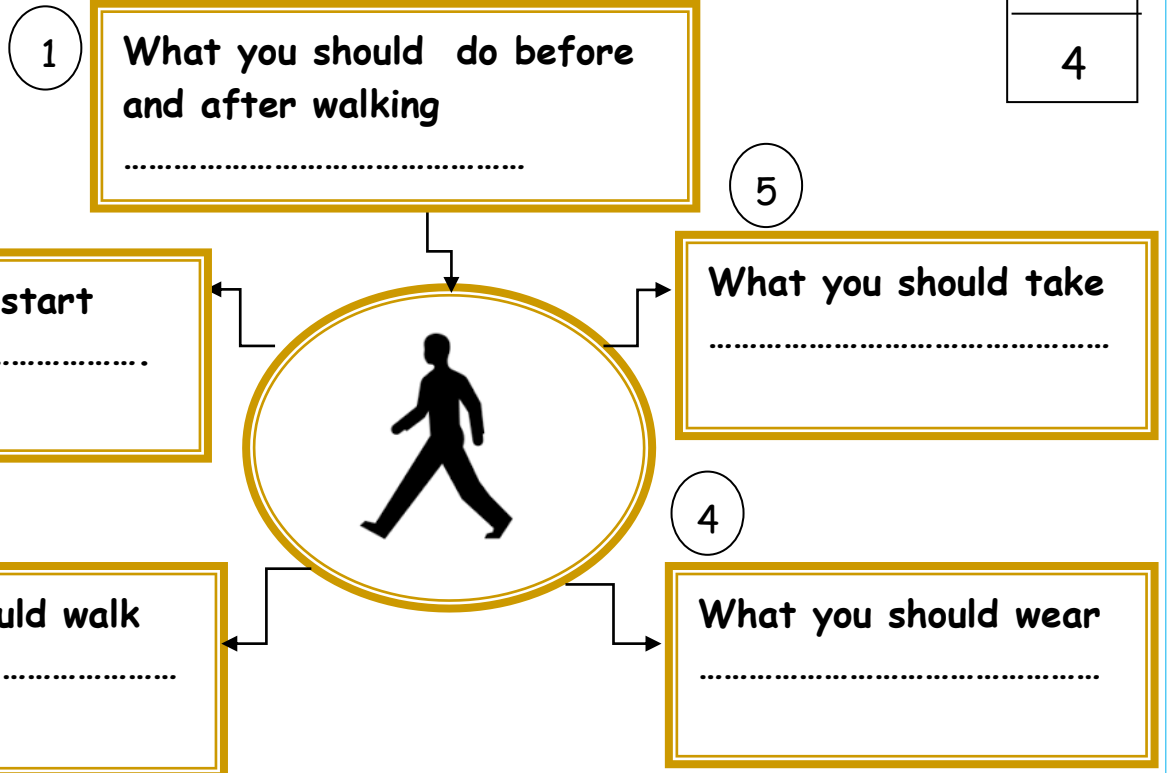 1
What you should do before
and after walking
……………………………………………
4
5
start
………………….
What you should take
……………………………………………
4
uld walk
…………………
What you should wear
……………………………………………